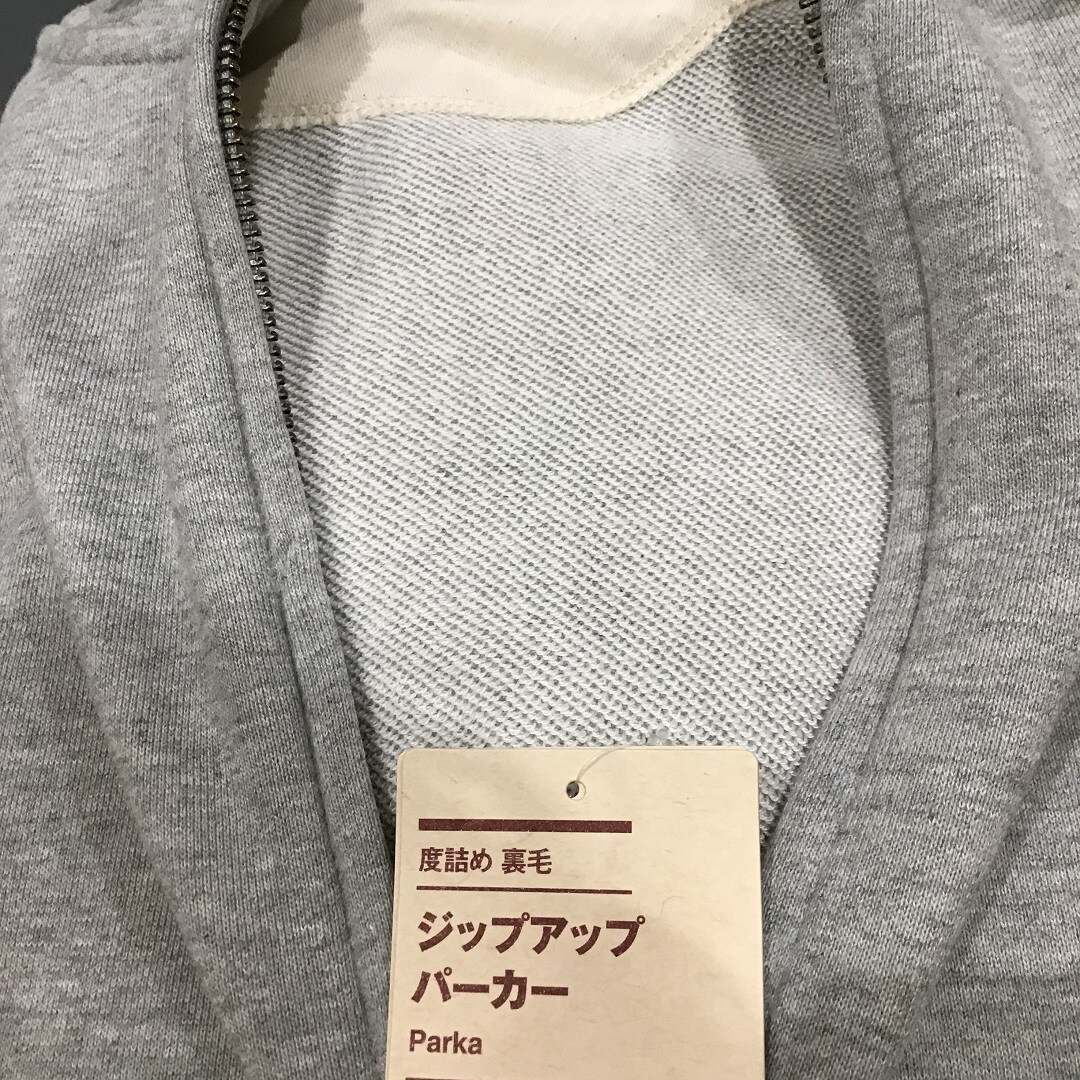 度詰め 裏毛
ジップアップ
パーカー
Parka